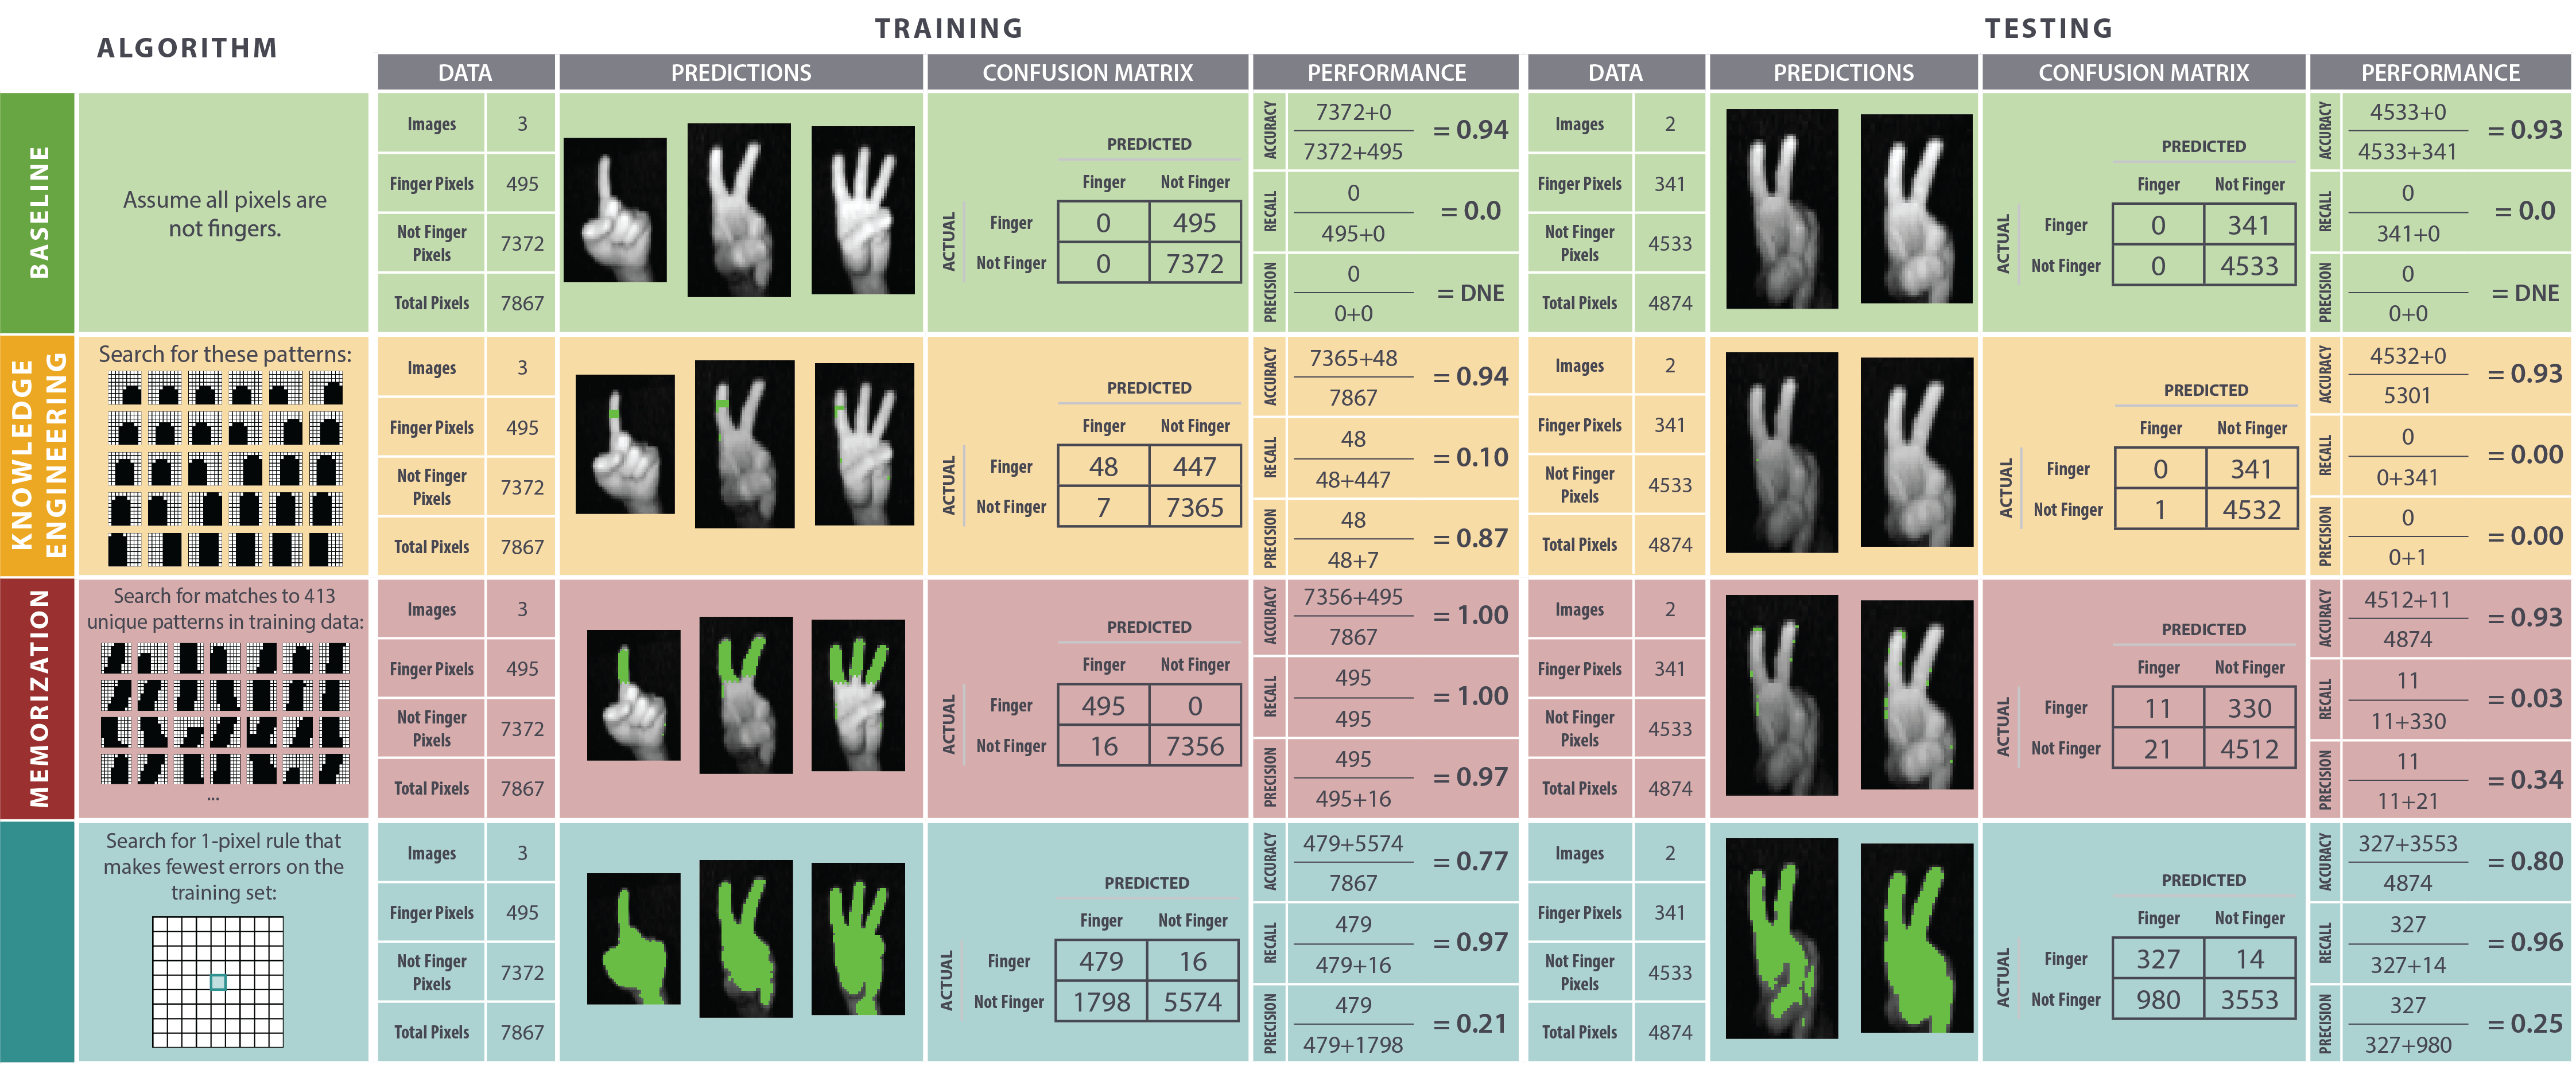 TRAINING
TESTING
ALGORITHM
DATA
PREDICTIONS
CONFUSION MATRIX
PERFORMANCE
DATA
PREDICTIONS
CONFUSION MATRIX
PERFORMANCE
BASELINE
Assume all pixels are
not fingers.
Images 3
Finger Pixels 495
Not Finger
Pixels 7372
Total Pixels 7867
PREDICTED
Finger Not Finger
ACTUAL
Finger 0 495
Not Finger 0 7372
ACCURACY
7372+0
7372+495
= 0.94
RECALL
0
495+0
= 0.0
PRECISION
0
0+0
= DNE
Images 2
Finger Pixels 341
Not Finger
Pixels 4533
Total Pixels 4874
PREDICTED
Finger Not Finger
ACTUAL
Finger 0 341
Not Finger 0 4533
ACCURACY
4533+0
4533+341
= 0.93
RECALL
0
341+0
= 0.0
PRECISION
0
0+0
= DNE
KNOWLEDGE
ENGINEERING
Search for these patterns:
Images 3
Finger Pixels 495
Not Finger
Pixels 7372
Total Pixels 7867
PREDICTED
Finger Not Finger
ACTUAL
Finger 48 447
Not Finger 7 7365
ACCURACY
7365+48
7867
= 0.94
RECALL
48
48+447
= 0.10
PRECISION
48
48+7
= 0.87
Images 2
Finger Pixels 341
Not Finger
Pixels 4533
Total Pixels 4874
PREDICTED
Finger Not Finger
ACTUAL
Finger 0 341
Not Finger 1 4532
ACCURACY
4532+0
5301
= 0.93
RECALL
0
0+341
= 0.00
PRECISION
0
0+1
= 0.00
MEMORIZATION
Search for matches to 413
unique patterns in training data:
...
Images 3
Finger Pixels 495
Not Finger
Pixels 7372
Total Pixels 7867
PREDICTED
Finger Not Finger
ACTUAL
Finger 495 0
Not Finger 16 7356
ACCURACY
7356+495
7867
= 1.00
RECALL
495
495
= 1.00
PRECISION
495
495+16
= 0.97
Images 2
Finger Pixels 341
Not Finger
Pixels 4533
Total Pixels 4874
PREDICTED
Finger Not Finger
ACTUAL
Finger 11 330
Not Finger 21 4512
ACCURACY
4512+11
4874
= 0.93
RECALL
11
11+330
= 0.03
PRECISION
11
11+21
= 0.34
Search for 1-pixel rule that
makes fewest errors on the
training set:
Images 3
Finger Pixels 495
Not Finger
Pixels 7372
Total Pixels 7867
PREDICTED
Finger Not Finger
ACTUAL
Finger 479 16
Not Finger 1798 5574
ACCURACY
479+5574
7867
= 0.77
RECALL
479
479+16
= 0.97
PRECISION
479
479+1798
= 0.21
Images 2
Finger Pixels 341
Not Finger
Pixels 4533
Total Pixels 4874
PREDICTED
Finger Not Finger
ACTUAL
Finger 327 14
Not Finger 980 3553
ACCURACY
327+3553
4874
= 0.80
RECALL
327
327+14
= 0.96
PRECISION
327
327+980
= 0.25